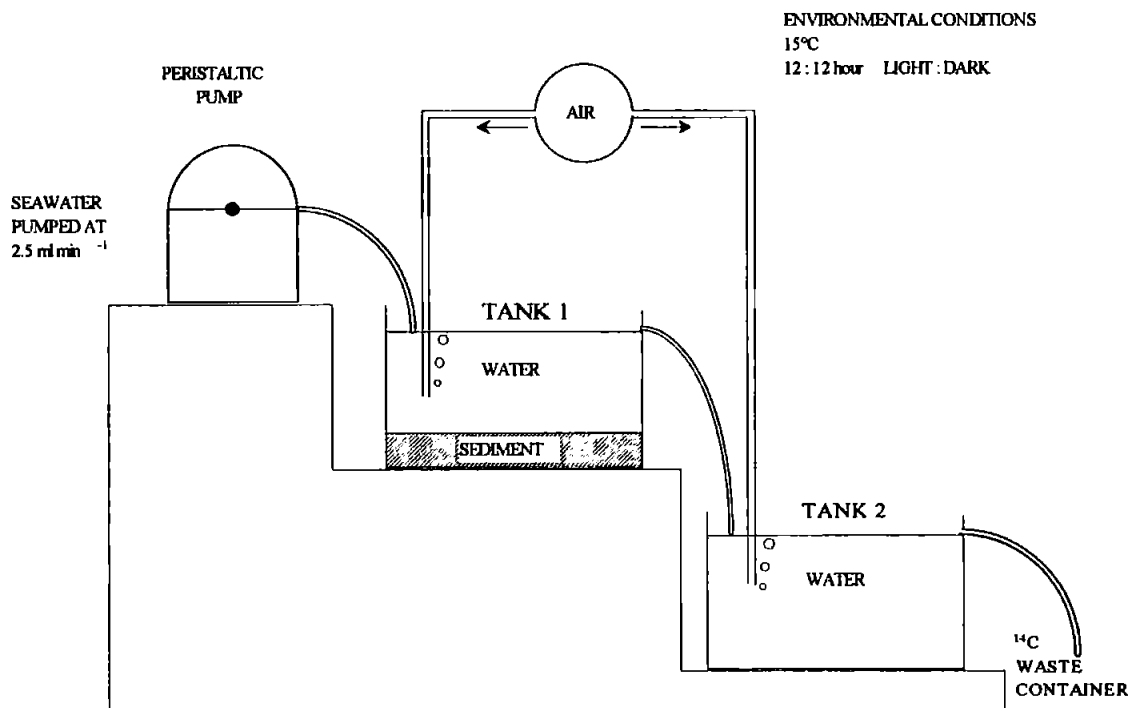 ENVIRONMENTAL CONDITIONS
15°C
12 : 12 hour LIGHT : DARK
PERISTALTIC
PUMP
AIR
SEAWATER
PUMPED AT
2.5 ml min -1
TANK 1
WATER
SEDIMENT
TANK 2
WATER
14C
WASTE
CONTAINER